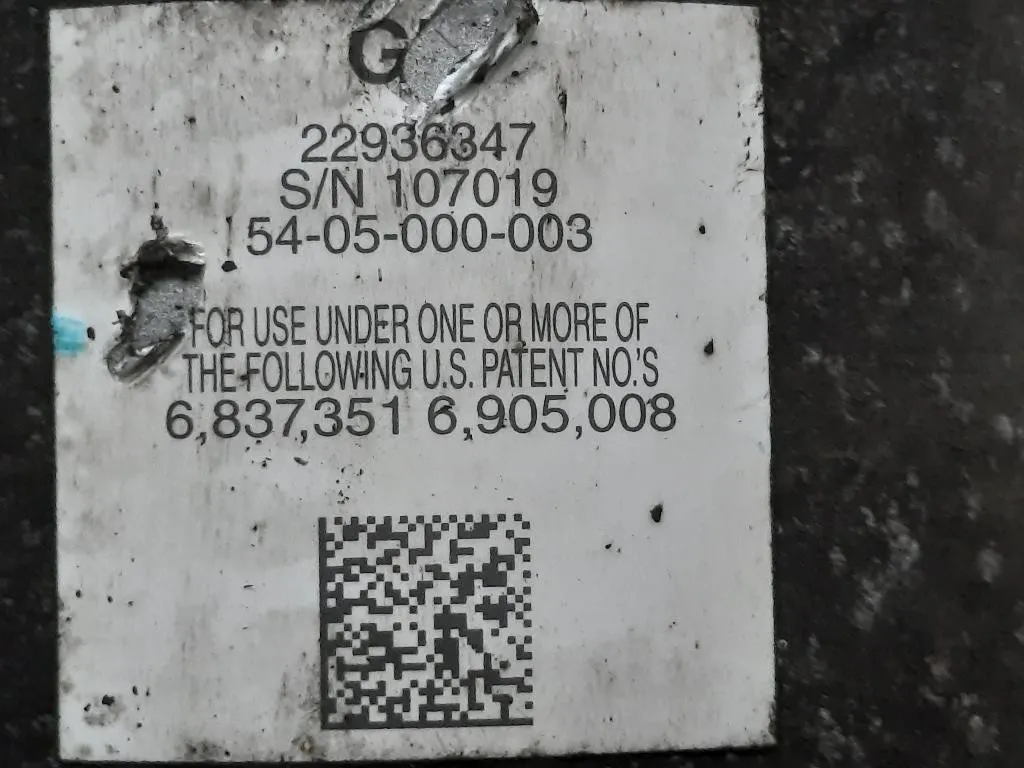 G
22936347
S/N 107019
54-05-000-003
FOR USE UNDER ONE OR MORE OF
THE FOLLOWING U.S. PATENT NO.'S
6,837,351 6,905,008